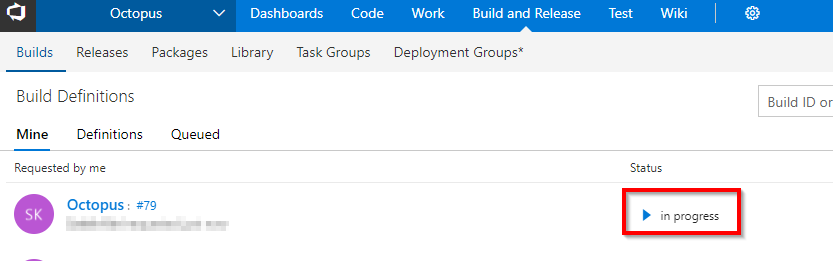 Octopus Dashboards Code Work Build and Release Test Wiki
Builds Releases Packages Library Task Groups Deployment Groups*
Build Definitions
Build ID or
Mine Definitions Queued
Requested by me Status
SK Octopus : #79
in progress